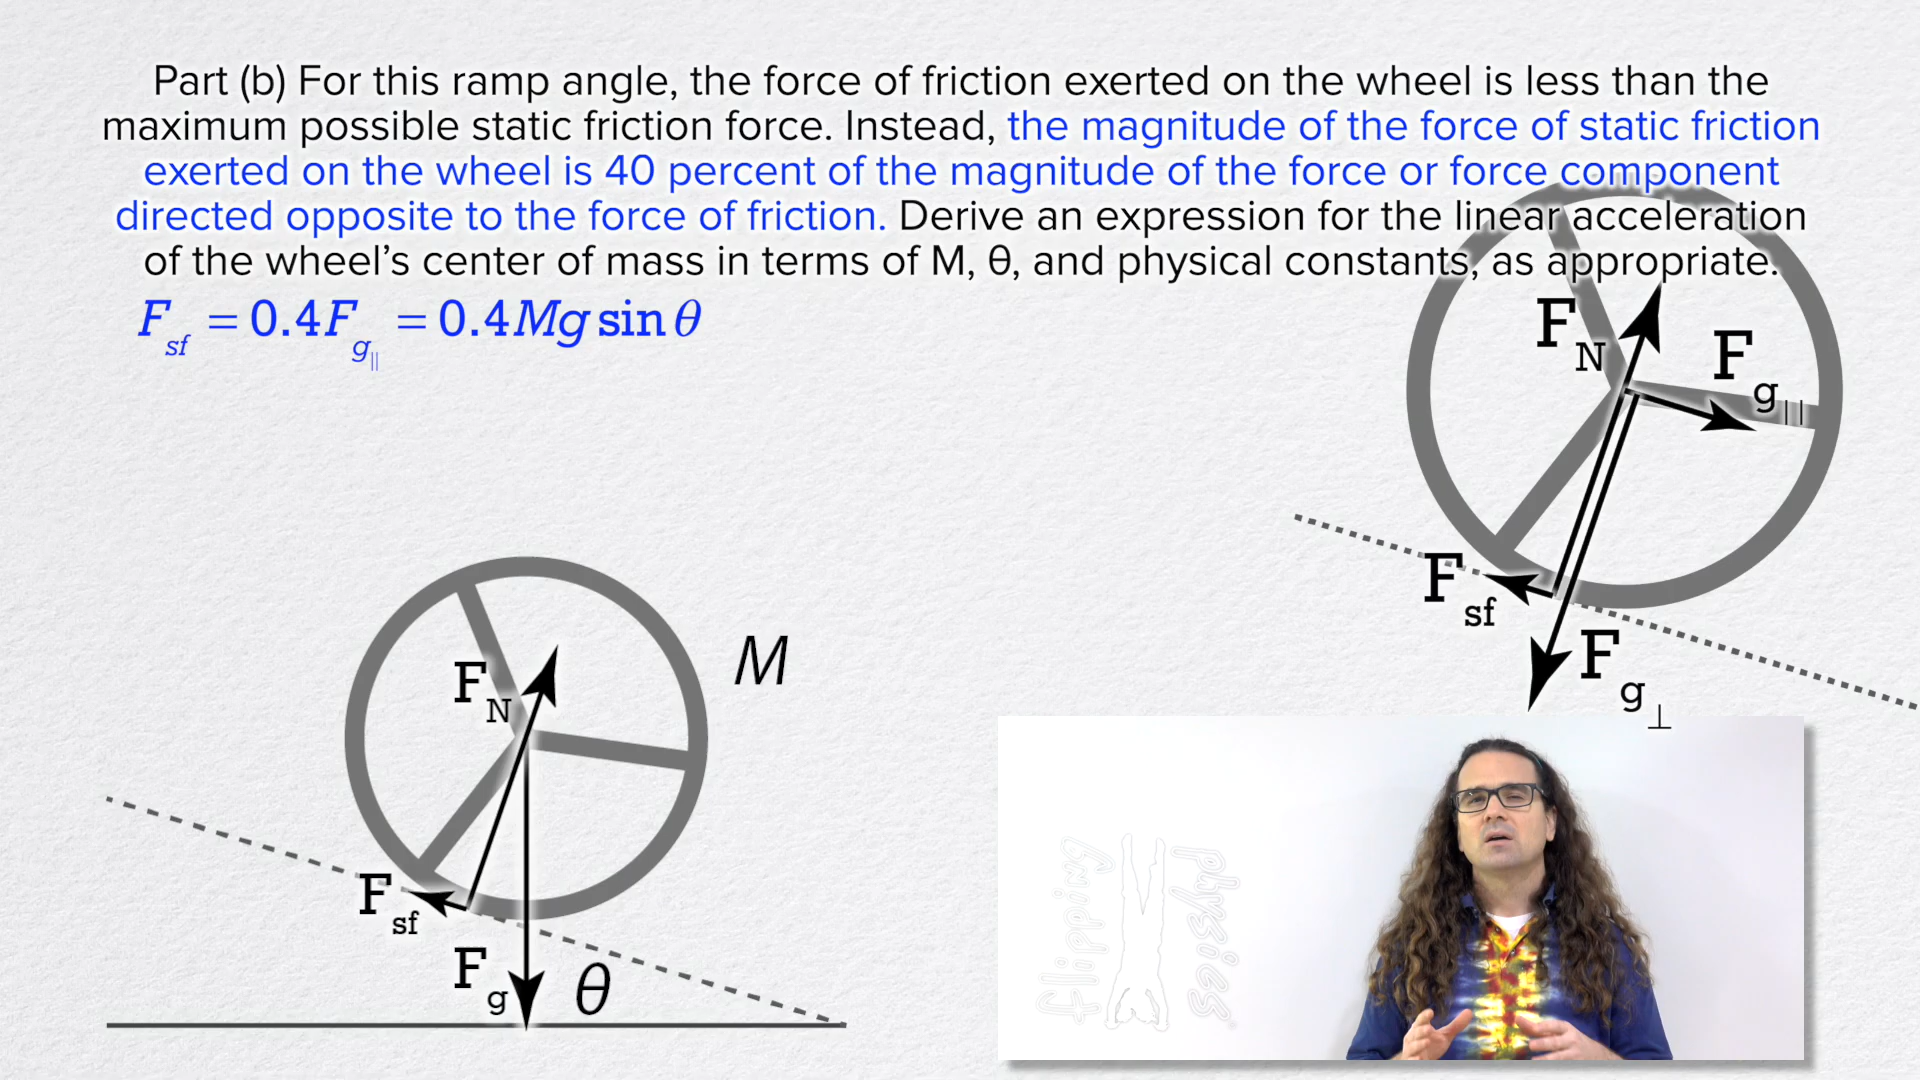 Part (b) For this ramp angle, the force of friction exerted on the wheel is less than the
maximum possible static friction force. Instead, the magnitude of the force of static friction
exerted on the wheel is 40 percent of the magnitude of the force or force component
directed opposite to the force of friction. Derive an expression for the linear acceleration
of the wheel's center of mass in terms of M, θ, and physical constants, as appropriate.
F_sf = 0.4F_g|| = 0.4Mg sin θ
F_N
F_g||
F_sf
F_g⊥
F_N
M
F_sf
F_g
θ
flipping
physics